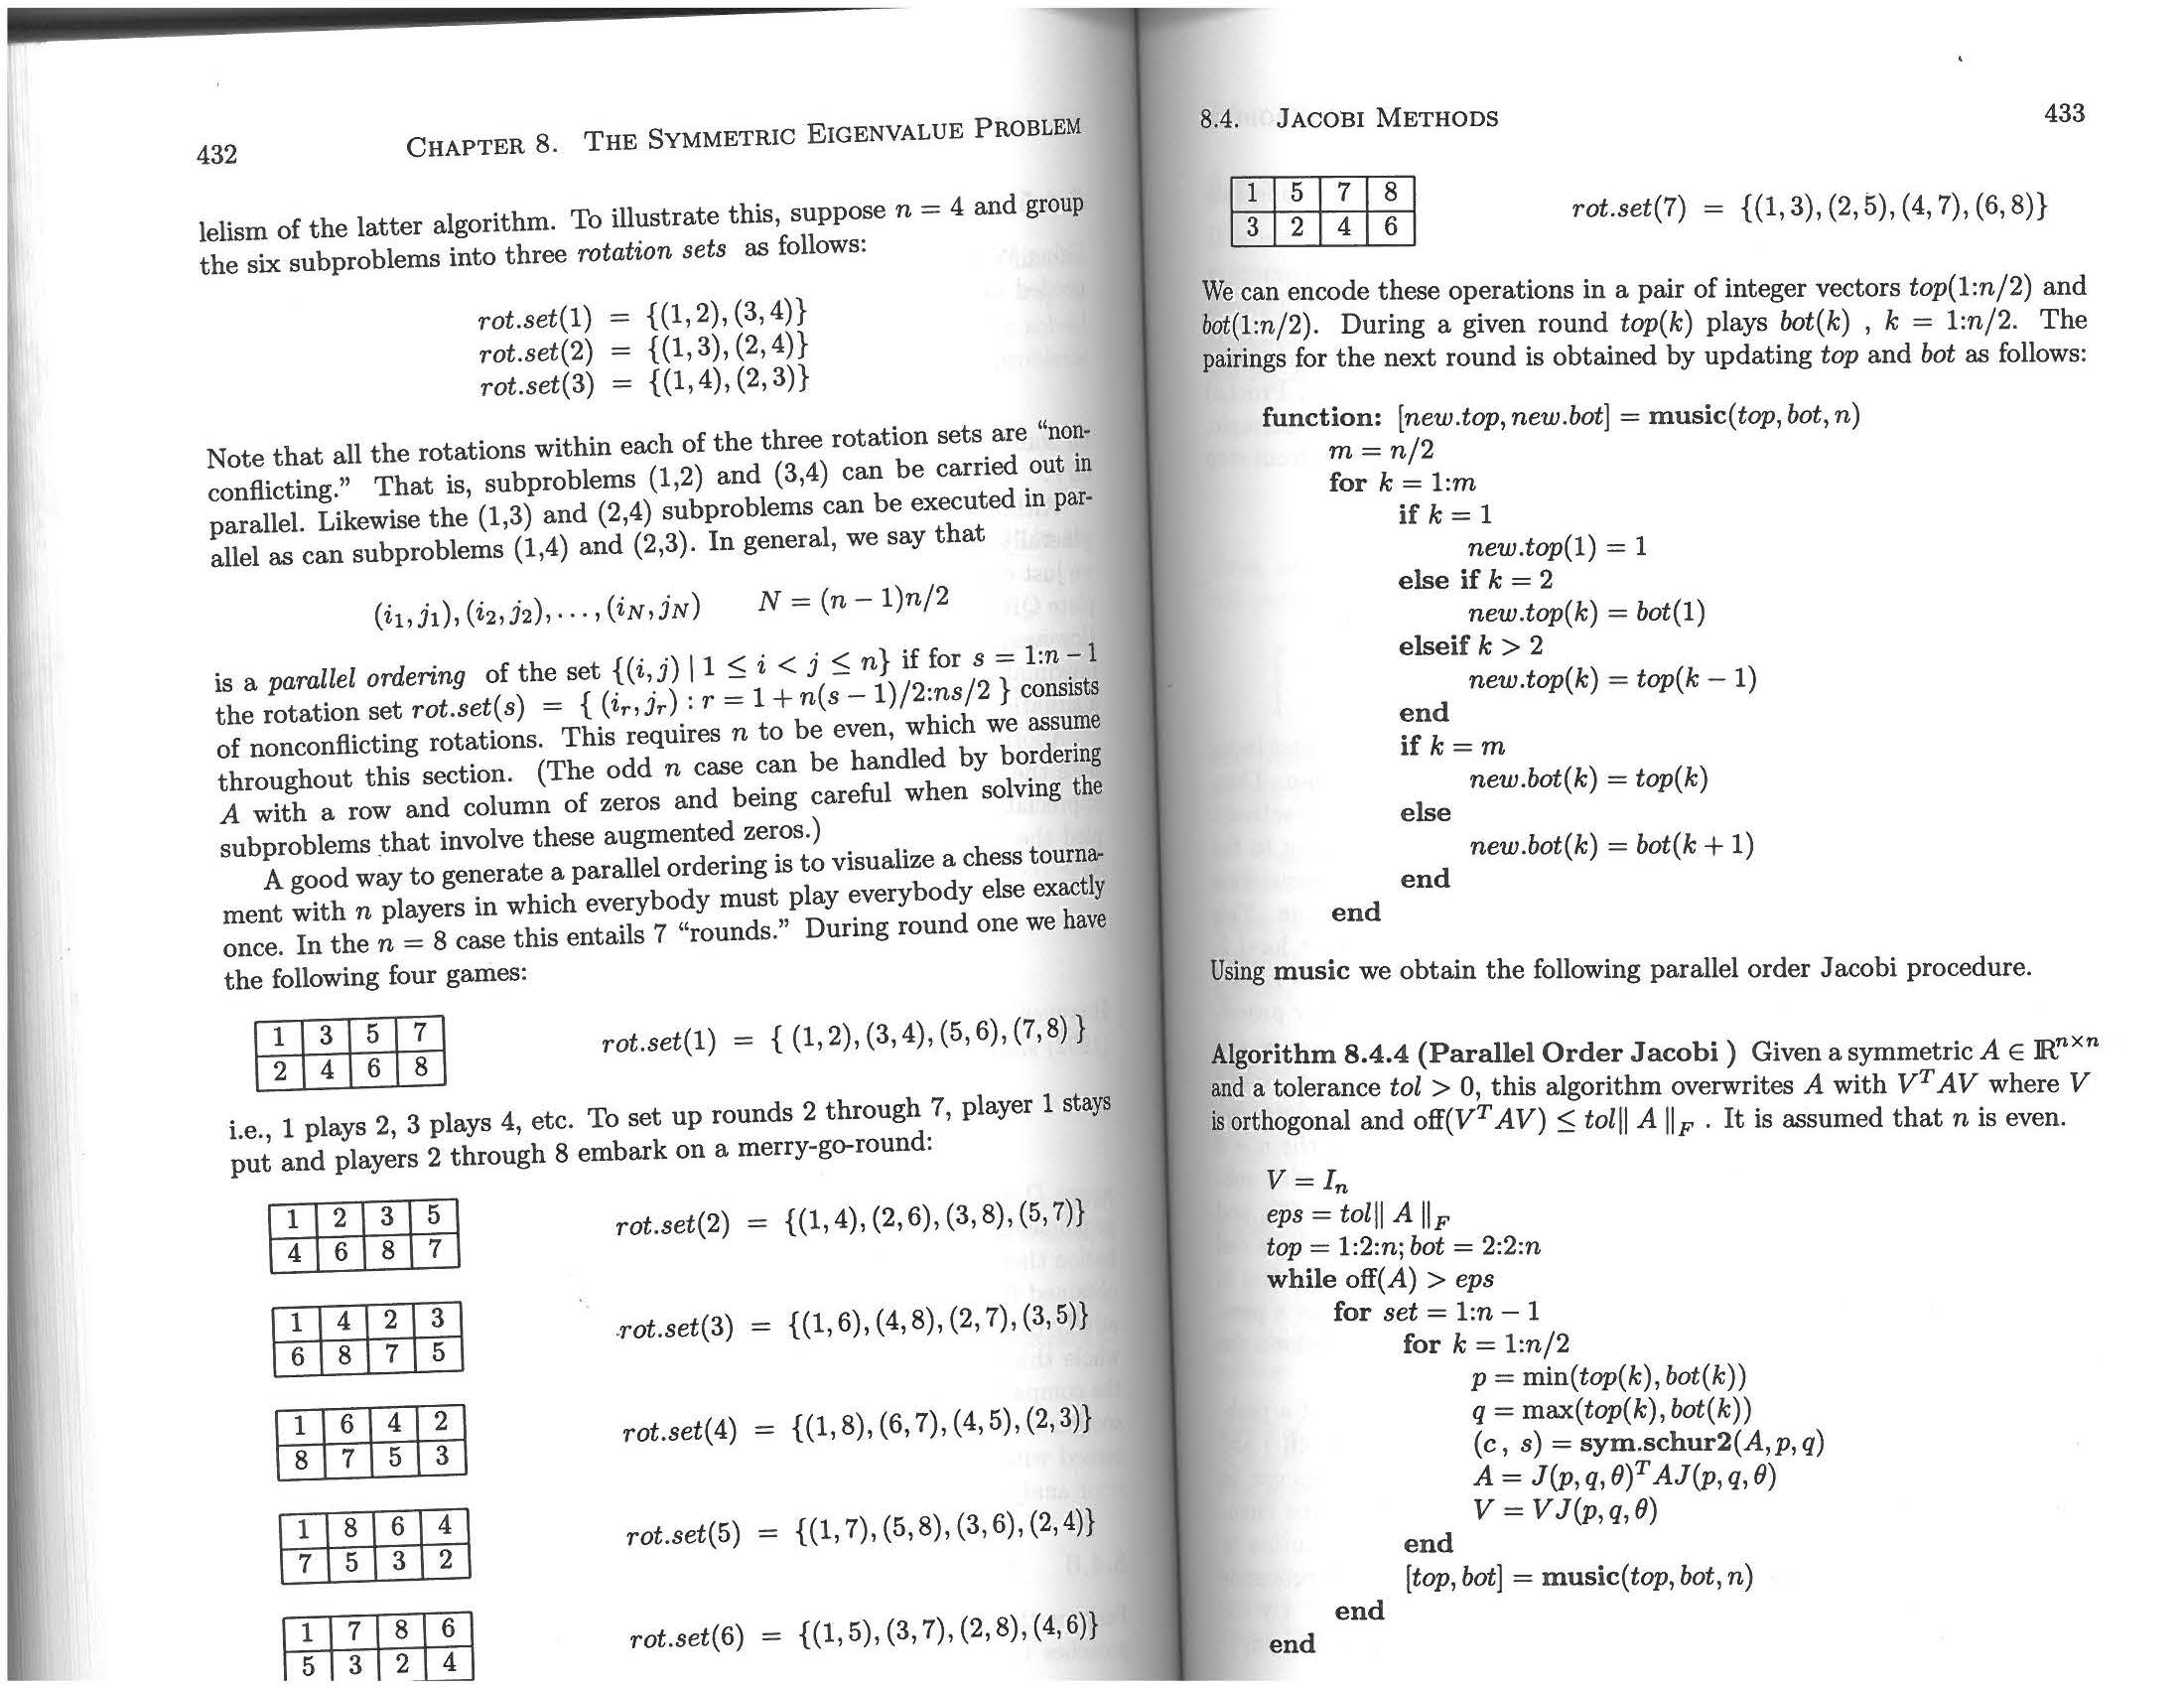 432 CHAPTER 8. THE SYMMETRIC EIGENVALUE PROBLEM
lelism of the latter algorithm. To illustrate this, suppose n = 4 and group
the six subproblems into three rotation sets as follows:
rot.set(1) = {(1,2), (3,4)}
rot.set(2) = {(1,3), (2,4)}
rot.set(3) = {(1,4), (2,3)}
Note that all the rotations within each of the three rotation sets are “non-
conflicting.” That is, subproblems (1,2) and (3,4) can be carried out in
parallel. Likewise the (1,3) and (2,4) subproblems can be executed in par-
allel as can subproblems (1,4) and (2,3). In general, we say that
(i₁, j₁), (i₂, j₂), . . . , (i_N, j_N) N = (n − 1)n/2
is a parallel ordering of the set {(i, j) | 1 ≤ i < j ≤ n} if for s = 1:n − 1
the rotation set rot.set(s) = { (i_r, j_r) : r = 1 + n(s − 1)/2:ns/2 } consists
of nonconflicting rotations. This requires n to be even, which we assume
throughout this section. (The odd n case can be handled by bordering
A with a row and column of zeros and being careful when solving the
subproblems that involve these augmented zeros.)
A good way to generate a parallel ordering is to visualize a chess tourna-
ment with n players in which everybody must play everybody else exactly
once. In the n = 8 case this entails 7 “rounds.” During round one we have
the following four games:
1 3 5 7
2 4 6 8
rot.set(1) = { (1,2), (3,4), (5,6), (7,8) }
i.e., 1 plays 2, 3 plays 4, etc. To set up rounds 2 through 7, player 1 stays
put and players 2 through 8 embark on a merry-go-round:
1 2 3 5
4 6 8 7
rot.set(2) = {(1,4), (2,6), (3,8), (5,7)}
1 4 2 3
6 8 7 5
rot.set(3) = {(1,6), (4,8), (2,7), (3,5)}
1 6 4 2
8 7 5 3
rot.set(4) = {(1,8), (6,7), (4,5), (2,3)}
1 8 6 4
7 5 3 2
rot.set(5) = {(1,7), (5,8), (3,6), (2,4)}
1 7 8 6
5 3 2 4
rot.set(6) = {(1,5), (3,7), (2,8), (4,6)}
8.4. JACOBI METHODS 433
1 5 7 8
3 2 4 6
rot.set(7) = {(1,3), (2,5), (4,7), (6,8)}
We can encode these operations in a pair of integer vectors top(1:n/2) and
bot(1:n/2). During a given round top(k) plays bot(k) , k = 1:n/2. The
pairings for the next round is obtained by updating top and bot as follows:
function: [new.top, new.bot] = music(top, bot, n)
m = n/2
for k = 1:m
if k = 1
new.top(1) = 1
else if k = 2
new.top(k) = bot(1)
elseif k > 2
new.top(k) = top(k − 1)
end
if k = m
new.bot(k) = top(k)
else
new.bot(k) = bot(k + 1)
end
end
Using music we obtain the following parallel order Jacobi procedure.
Algorithm 8.4.4 (Parallel Order Jacobi ) Given a symmetric A ∈ ℝⁿˣⁿ
and a tolerance tol > 0, this algorithm overwrites A with VᵀAV where V
is orthogonal and off(VᵀAV) ≤ tol‖ A ‖_F . It is assumed that n is even.
V = Iₙ
eps = tol‖ A ‖_F
top = 1:2:n; bot = 2:2:n
while off(A) > eps
for set = 1:n − 1
for k = 1:n/2
p = min(top(k), bot(k))
q = max(top(k), bot(k))
(c , s) = sym.schur2(A, p, q)
A = J(p, q, θ)ᵀAJ(p, q, θ)
V = VJ(p, q, θ)
end
[top, bot] = music(top, bot, n)
end
end